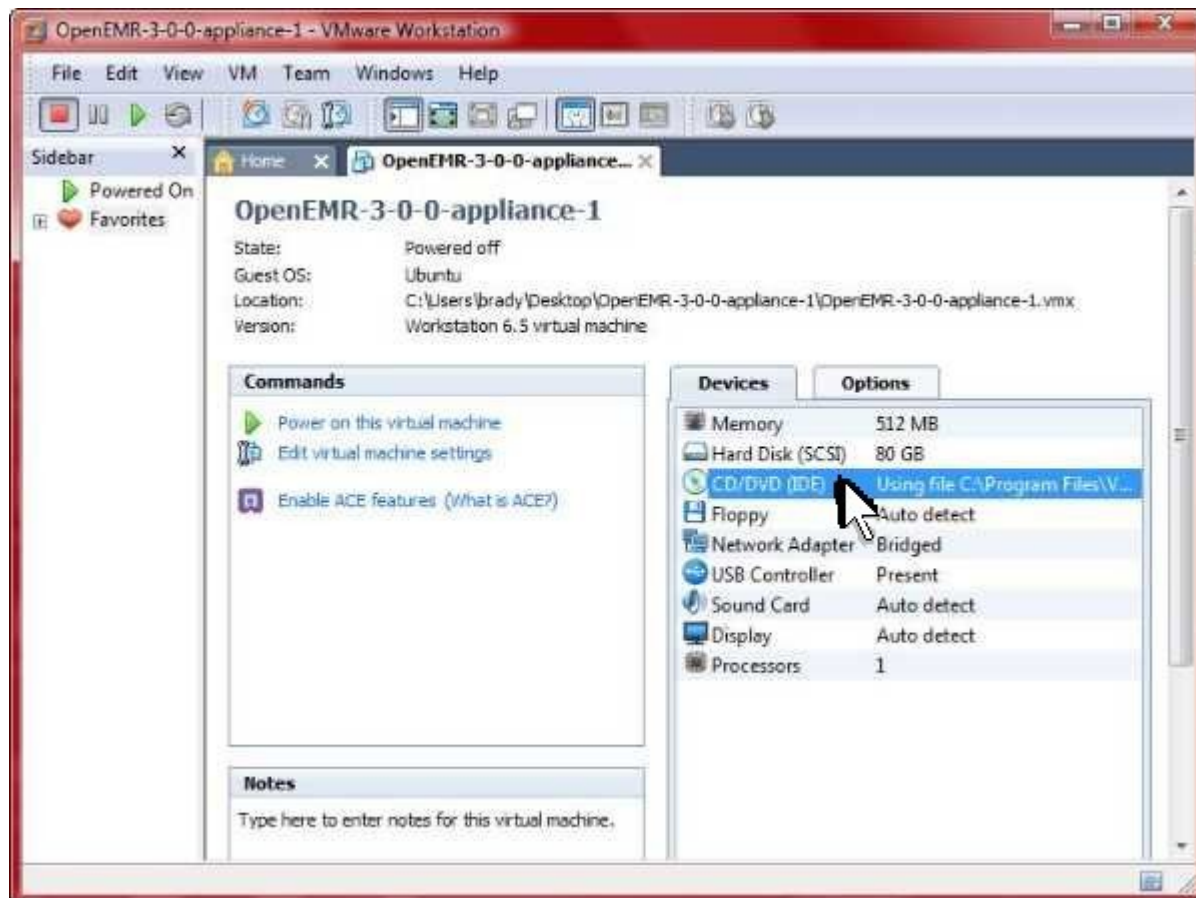 OpenEMR-3-0-0-appliance-1 - VMware Workstation
File Edit View VM Team Windows Help
Sidebar
Home OpenEMR-3-0-0-appliance...
Powered On
Favorites
OpenEMR-3-0-0-appliance-1
State: Powered off
Guest OS: Ubuntu
Location: C:\Users\brady\Desktop\OpenEMR-3-0-0-appliance-1\OpenEMR-3-0-0-appliance-1.vmx
Version: Workstation 6.5 virtual machine
Commands
Power on this virtual machine
Edit virtual machine settings
Enable ACE features (What is ACE?)
Devices Options
Memory 512 MB
Hard Disk (SCSI) 80 GB
CD/DVD (IDE) Using file C:\Program Files\V...
Floppy Auto detect
Network Adapter Bridged
USB Controller Present
Sound Card Auto detect
Display Auto detect
Processors 1
Notes
Type here to enter notes for this virtual machine.